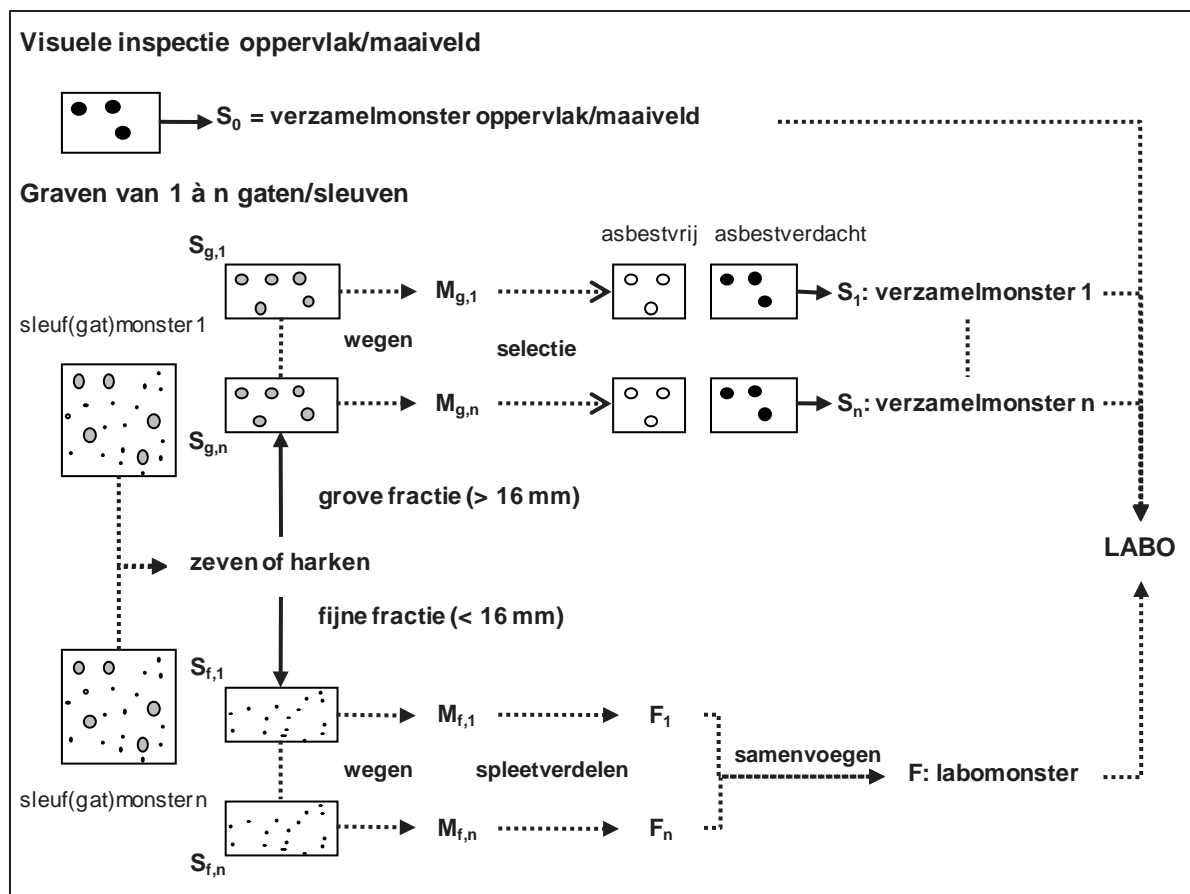 Visuele inspectie oppervlak/maaiveld
S0 = verzamelmonster oppervlak/maaiveld
Graven van 1 à n gaten/sleuven
Sg,1
asbestvrij asbestverdacht
Mg,1
S1: verzamelmonster 1
sleuf(gat)monster 1
wegen
selectie
Mg,n
Sn: verzamelmonster n
Sg,n
grove fractie (> 16 mm)
LABO
zeven of harken
fijne fractie (< 16 mm)
Sf,1
Mf,1
F1
wegen
spleetverdelen
samenvoegen
F: labomonster
sleuf(gat)monster n
Mf,n
Fn
Sf,n